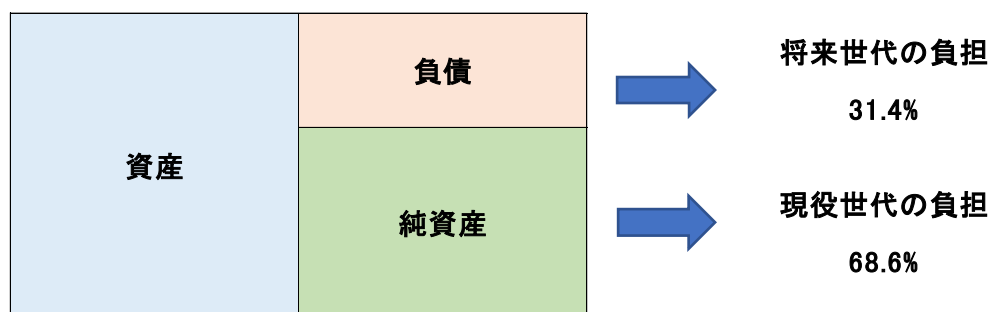 資産
負債
純資産
将来世代の負担
31.4%
現役世代の負担
68.6%